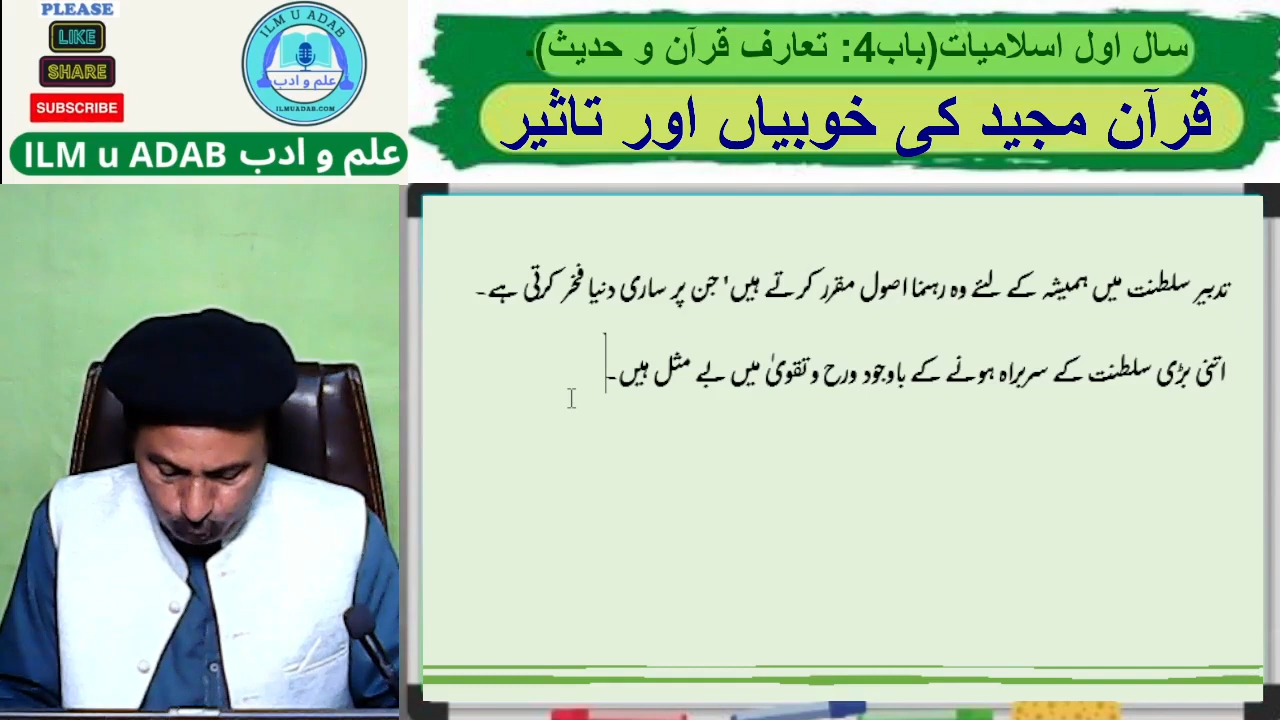 PLEASE
LIKE
SHARE
SUBSCRIBE
ILM U ADAB
علم و ادب
ILMUADAB.COM
ILM u ADAB علم و ادب
سال اول اسلامیات(باب4: تعارف قرآن و حدیث).
قرآن مجید کی خوبیاں اور تاثیر
تدبیر سلطنت میں ہمیشہ کے لئے وہ رہنما اصول مقرر کرتے ہیں' جن پر ساری دنیا فخر کرتی ہے۔
اتنی بڑی سلطنت کے سربراہ ہونے کے باوجود ورح و تقویٰ میں بے مثل ہیں۔